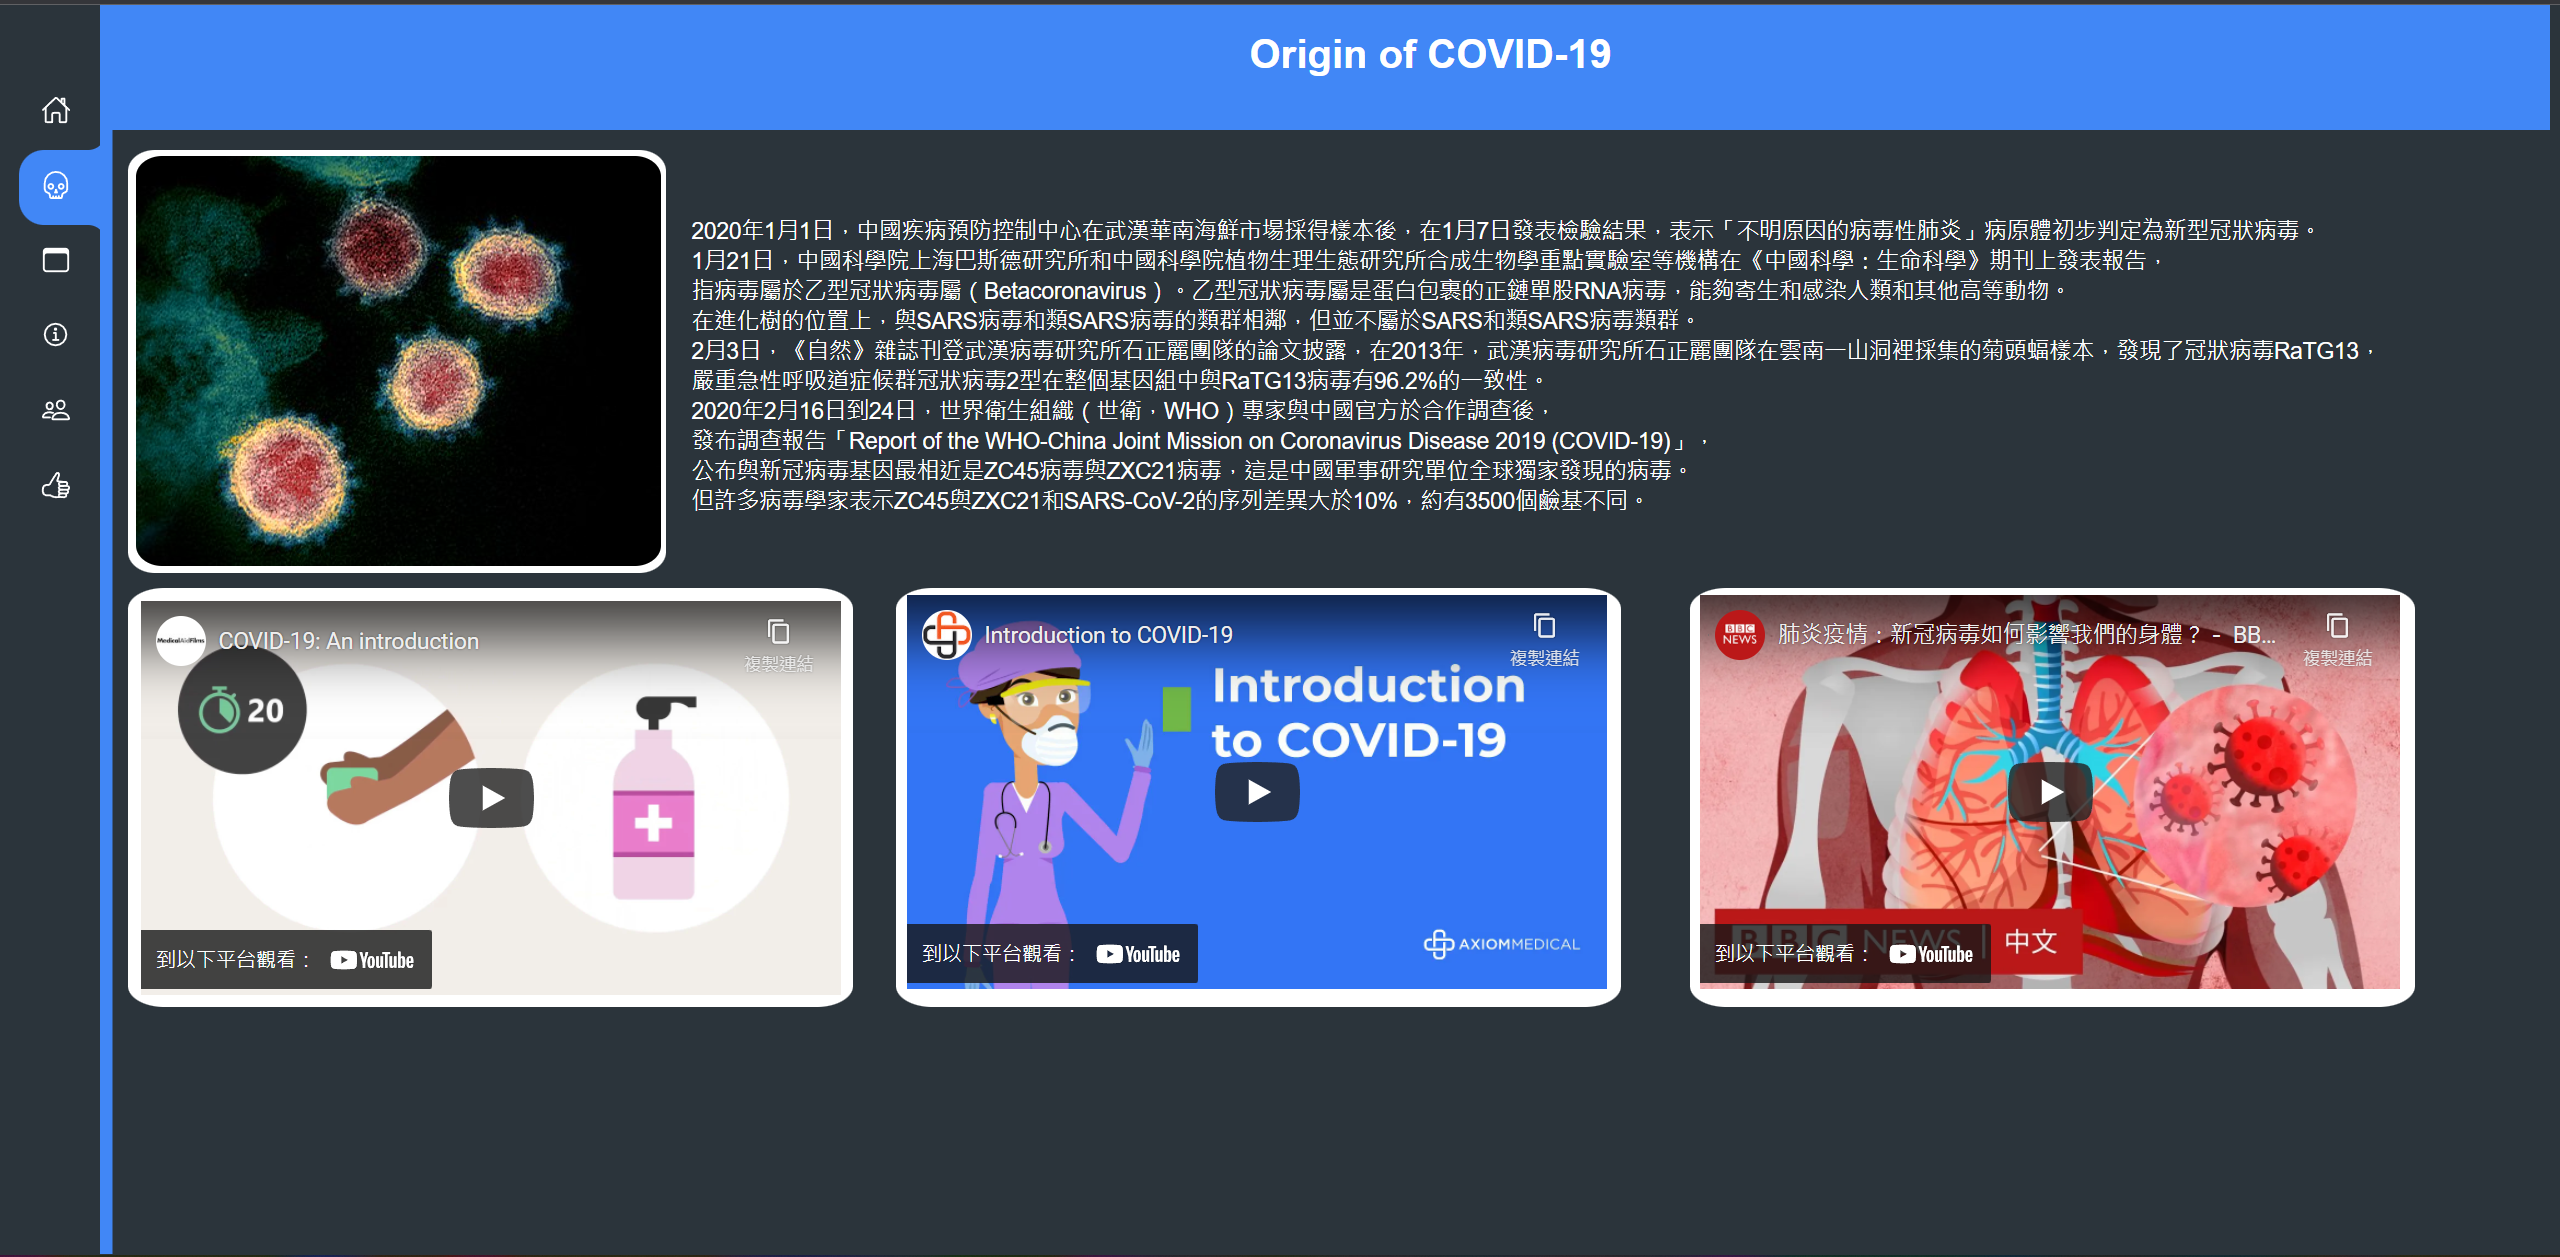 Origin of COVID-19
2020年1月1日，中國疾病預防控制中心在武漢華南海鮮市場採得樣本後，在1月7日發表檢驗結果，表示「不明原因的病毒性肺炎」病原體初步判定為新型冠狀病毒。
1月21日，中國科學院上海巴斯德研究所和中國科學院植物生理生態研究所合成生物學重點實驗室等機構在《中國科學：生命科學》期刊上發表報告，
指病毒屬於乙型冠狀病毒屬（Betacoronavirus）。乙型冠狀病毒屬是蛋白包裹的正鏈單股RNA病毒，能夠寄生和感染人類和其他高等動物。
在進化樹的位置上，與SARS病毒和類SARS病毒的類群相鄰，但並不屬於SARS和類SARS病毒類群。
2月3日，《自然》雜誌刊登武漢病毒研究所石正麗團隊的論文披露，在2013年，武漢病毒研究所石正麗團隊在雲南一山洞裡採集的菊頭蝠樣本，發現了冠狀病毒RaTG13，
嚴重急性呼吸道症候群冠狀病毒2型在整個基因組中與RaTG13病毒有96.2%的一致性。
2020年2月16日到24日，世界衛生組織（世衛，WHO）專家與中國官方於合作調查後，
發布調查報告「Report of the WHO-China Joint Mission on Coronavirus Disease 2019 (COVID-19)」，
公布與新冠病毒基因最相近是ZC45病毒與ZXC21病毒，這是中國軍事研究單位全球獨家發現的病毒。
但許多病毒學家表示ZC45與ZXC21和SARS-CoV-2的序列差異大於10%，約有3500個鹼基不同。
MedicalAidFilms
COVID-19: An introduction
複製連結
20
到以下平台觀看：
YouTube
Introduction to COVID-19
複製連結
Introduction
to COVID-19
AXIOMMEDICAL
到以下平台觀看：
YouTube
BBC
NEWS
肺炎疫情：新冠病毒如何影響我們的身體？ - BB...
複製連結
BBC NEWS 中文
到以下平台觀看：
YouTube